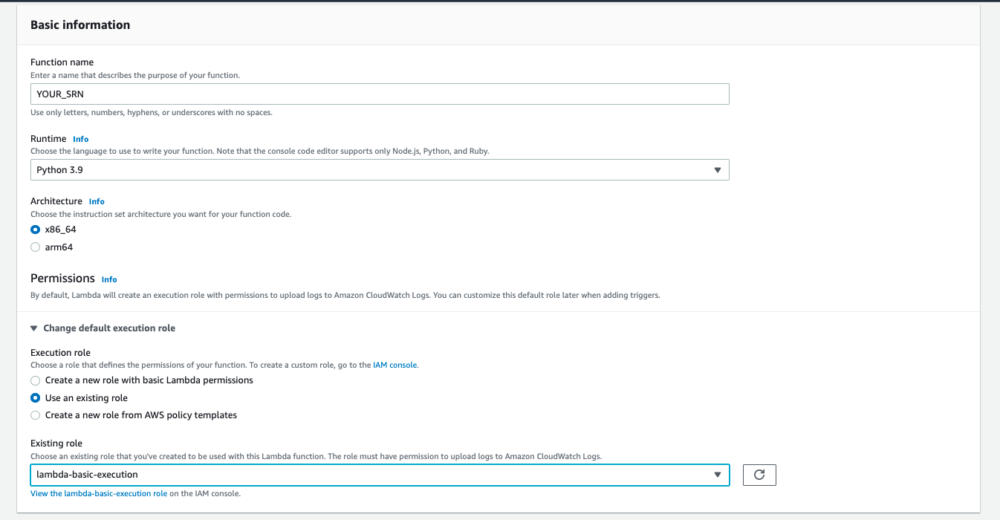 Basic information
Function name
Enter a name that describes the purpose of your function.
YOUR_SRN
Use only letters, numbers, hyphens, or underscores with no spaces.
Runtime Info
Choose the language to use to write your function. Note that the console code editor supports only Node.js, Python, and Ruby.
Python 3.9
Architecture Info
Choose the instruction set architecture you want for your function code.
x86_64
arm64
Permissions Info
By default, Lambda will create an execution role with permissions to upload logs to Amazon CloudWatch Logs. You can customize this default role later when adding triggers.
Change default execution role
Execution role
Choose a role that defines the permissions of your function. To create a custom role, go to the IAM console.
Create a new role with basic Lambda permissions
Use an existing role
Create a new role from AWS policy templates
Existing role
Choose an existing role that you've created to be used with this Lambda function. The role must have permission to upload logs to Amazon CloudWatch Logs.
lambda-basic-execution
View the lambda-basic-execution role on the IAM console.